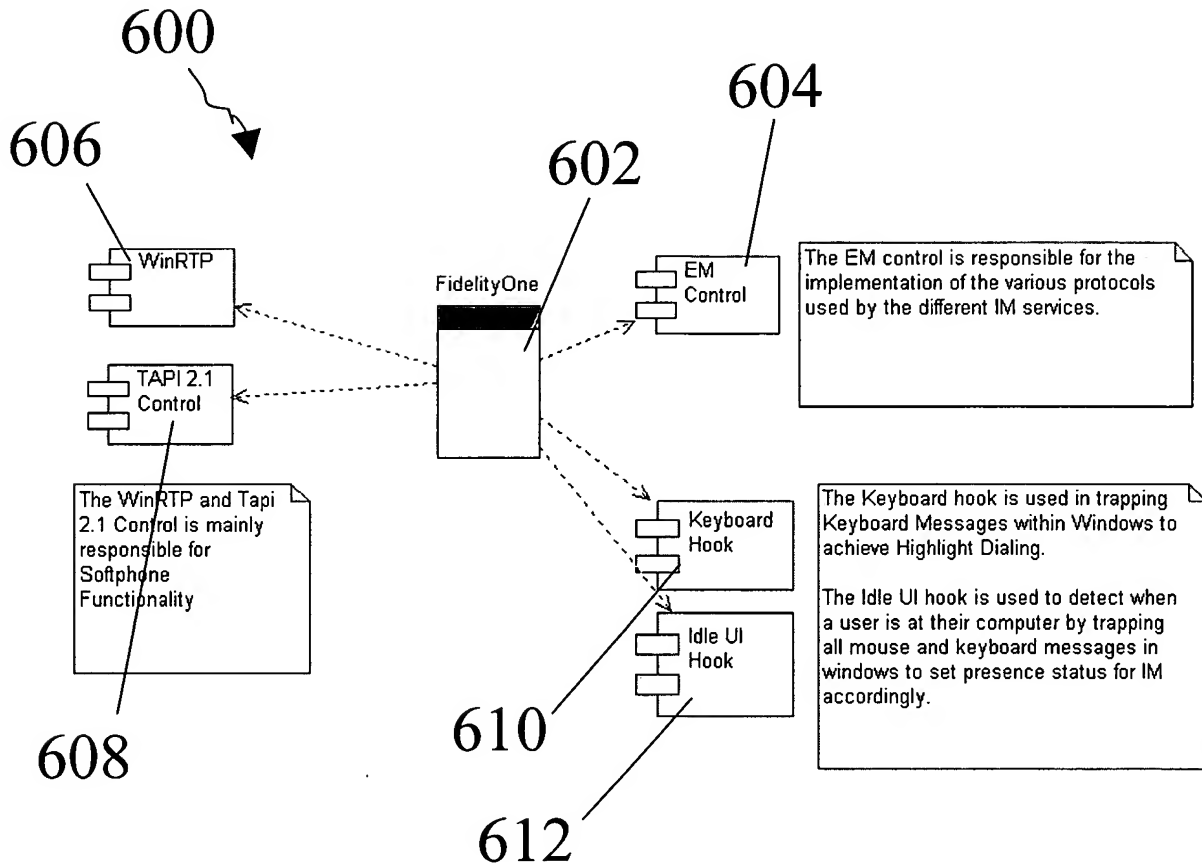 600
604
606
602
WinRTP
EM
Control
The EM control is responsible for the
implementation of the various protocols
used by the different IM services.
FidelityOne
TAPI 2.1
Control
The WinRTP and Tapi
2.1 Control is mainly
responsible for
Softphone
Functionality
Keyboard
Hook
The Keyboard hook is used in trapping
Keyboard Messages within Windows to
achieve Highlight Dialing.
The Idle UI hook is used to detect when
a user is at their computer by trapping
all mouse and keyboard messages in
windows to set presence status for IM
accordingly.
Idle UI
Hook
610
608
612